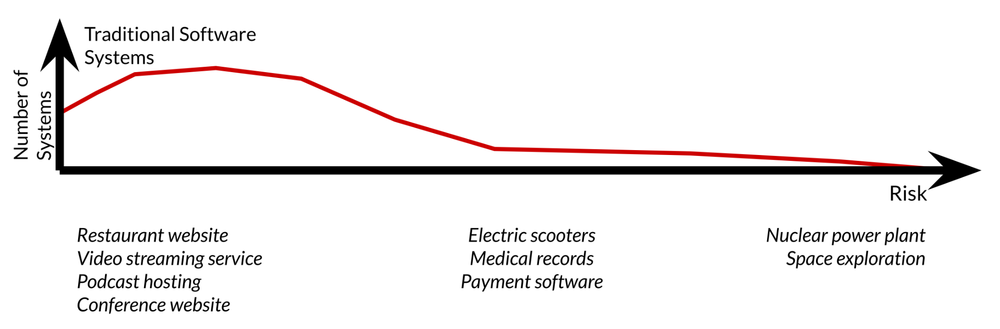 Traditional Software
Systems
Number of
Systems
Risk
Restaurant website
Video streaming service
Podcast hosting
Conference website
Electric scooters
Medical records
Payment software
Nuclear power plant
Space exploration